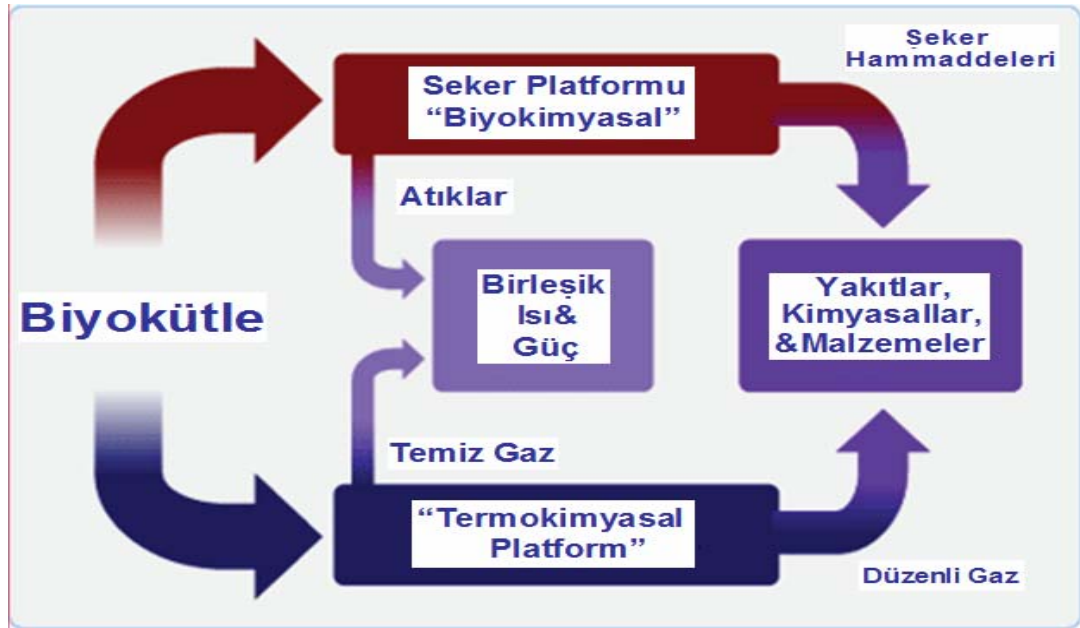 Şeker
Hammaddeleri
Seker Platformu
“Biyokimyasal”
Atıklar
Biyokütle
Birleşik
Isı&
Güç
Yakıtlar,
Kimyasallar,
&Malzemeler
Temiz Gaz
“Termokimyasal
Platform”
Düzenli Gaz